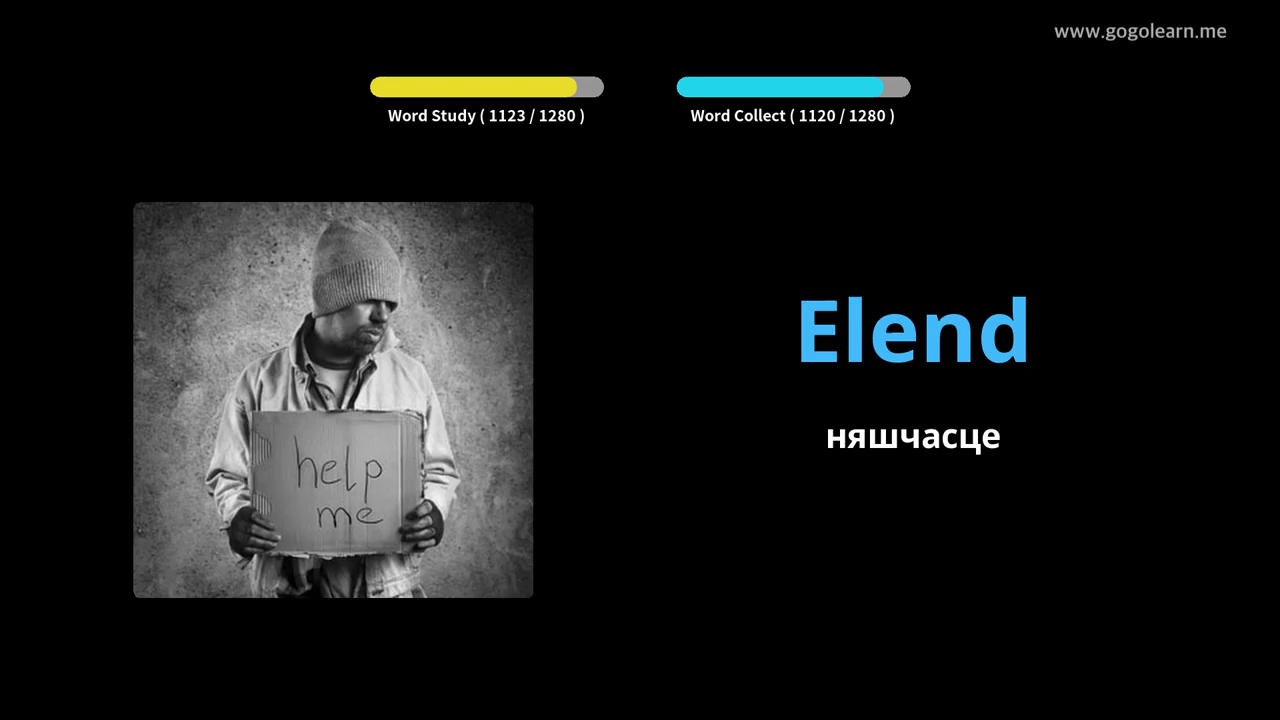 www.gogolearn.me
Word Study ( 1123 / 1280 )
Word Collect ( 1120 / 1280 )
help
me
Elend
няшчасце